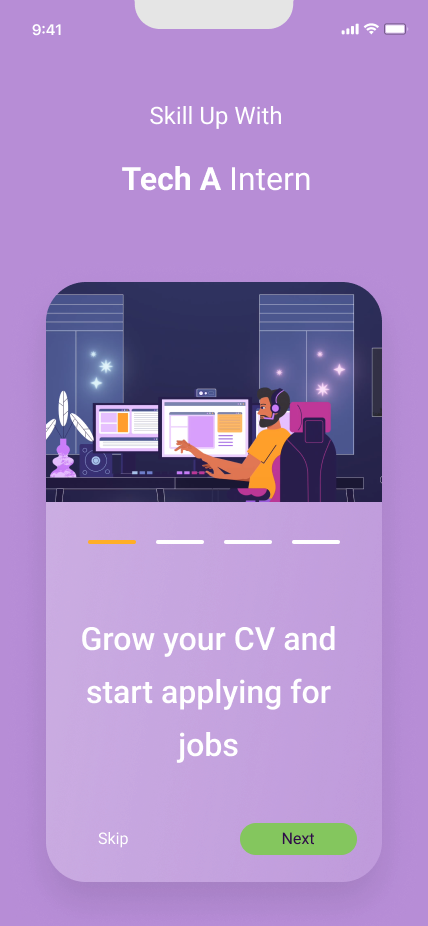 9:41
Skill Up With
Tech A Intern
Grow your CV and
start applying for
jobs
Skip
Next